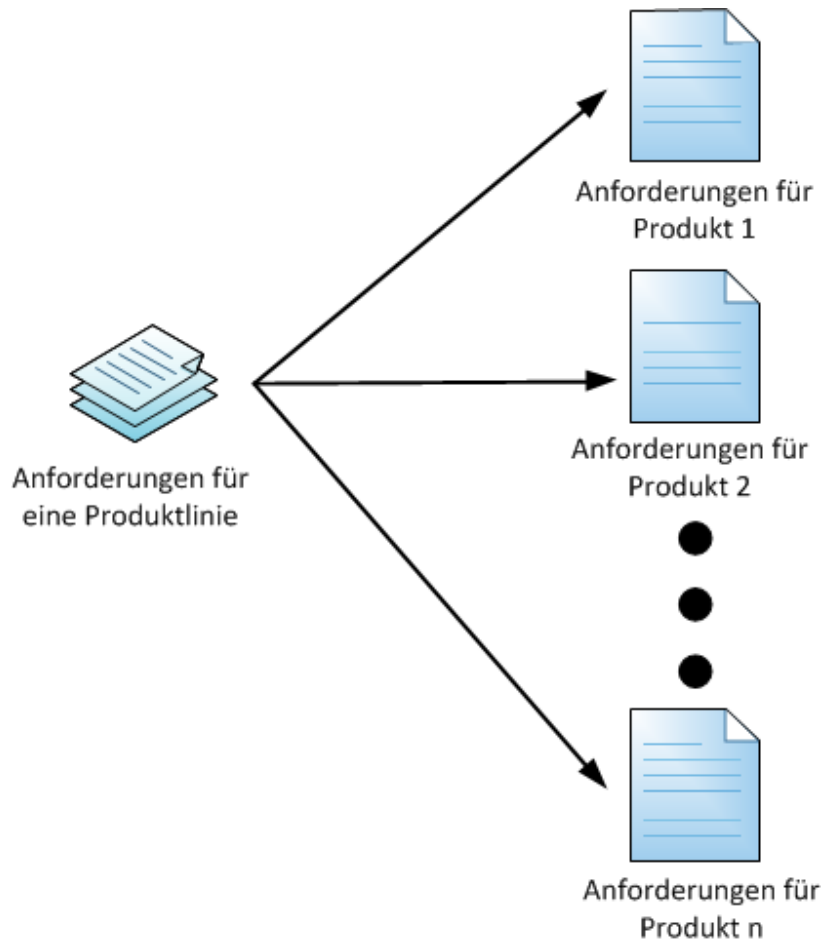 Anforderungen für
Produkt 1
Anforderungen für
eine Produktlinie
Anforderungen für
Produkt 2
Anforderungen für
Produkt n